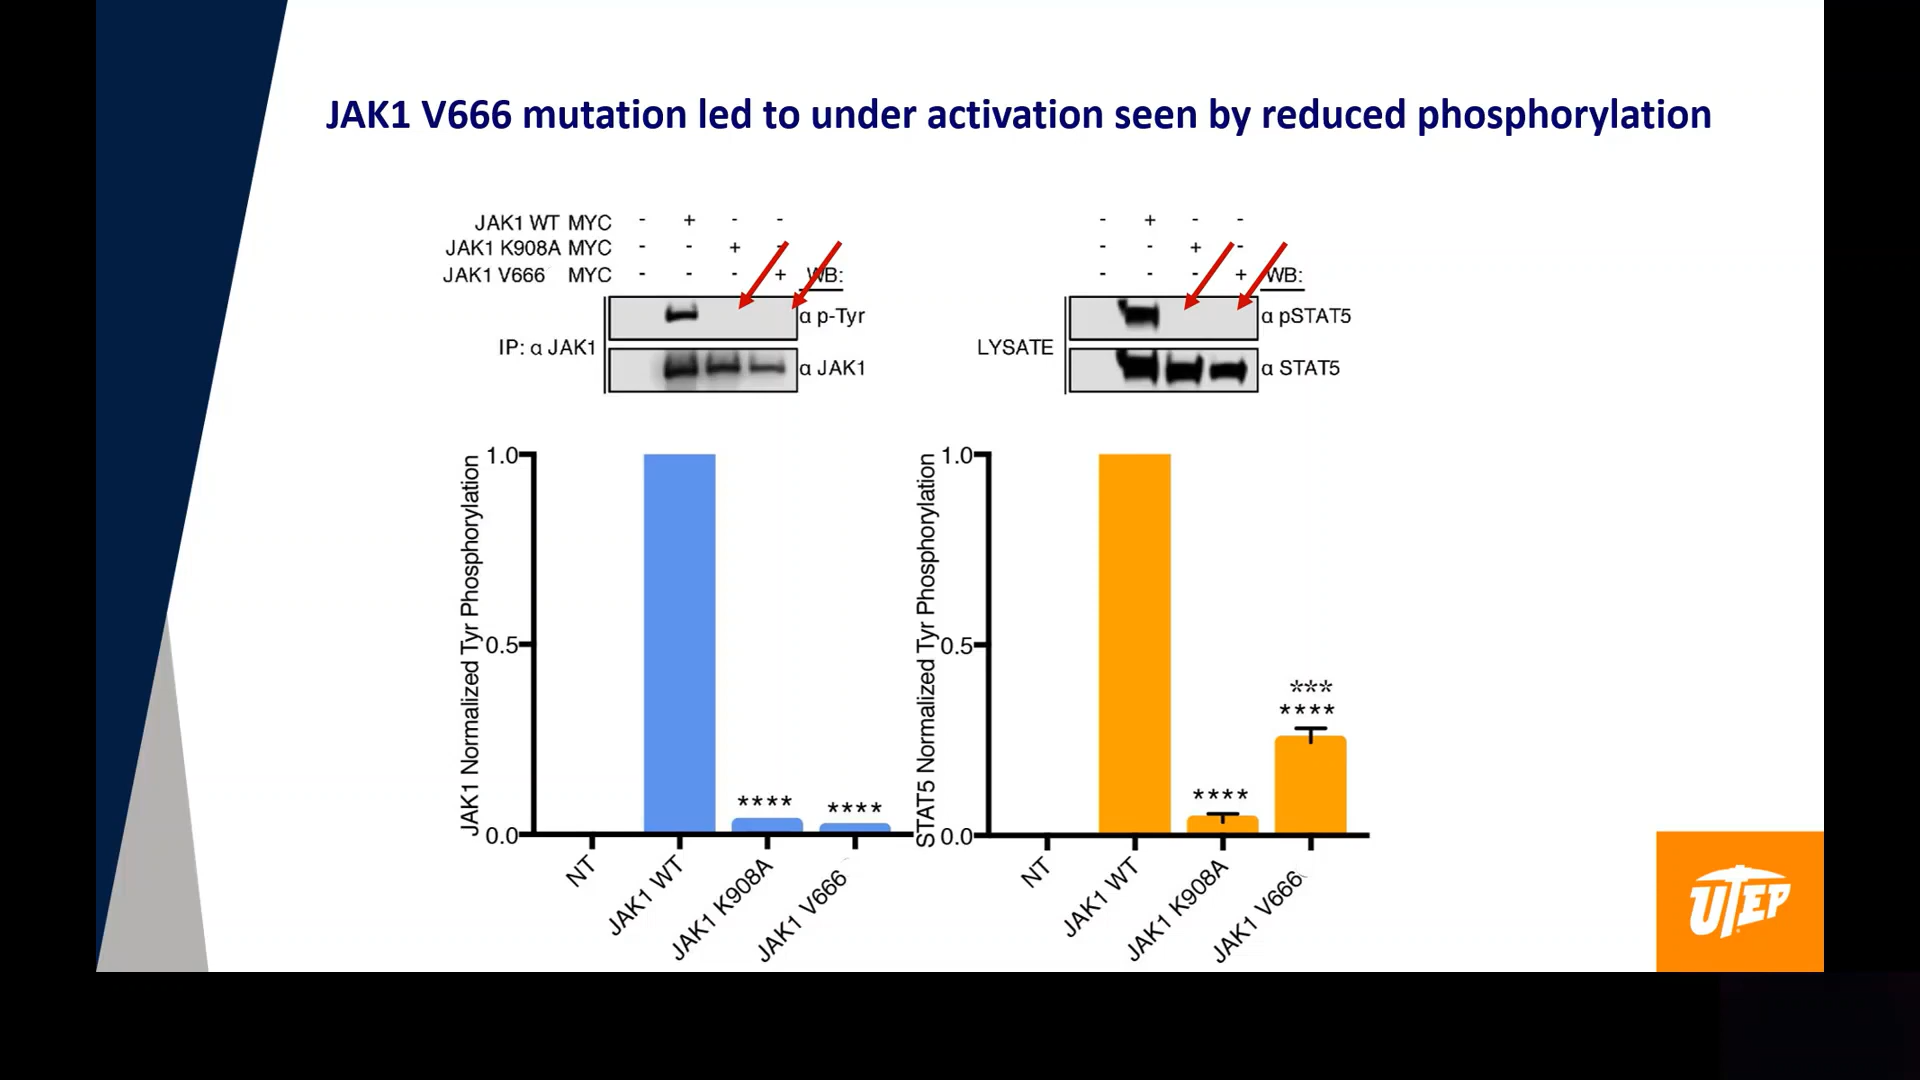 JAK1 V666 mutation led to under activation seen by reduced phosphorylation
JAK1 WT MYC - + - -
JAK1 K908A MYC - - + -
JAK1 V666 MYC - - - + WB:
IP: α JAK1
α p-Tyr
α JAK1
- + - -
- - + -
- - - + WB:
LYSATE
α pSTAT5
α STAT5
JAK1 Normalized Tyr Phosphorylation
1.0
0.5
0.0
****
****
NT
JAK1 WT
JAK1 K908A
JAK1 V666
STAT5 Normalized Tyr Phosphorylation
1.0
0.5
0.0
****
***
****
NT
JAK1 WT
JAK1 K908A
JAK1 V666
UTEP